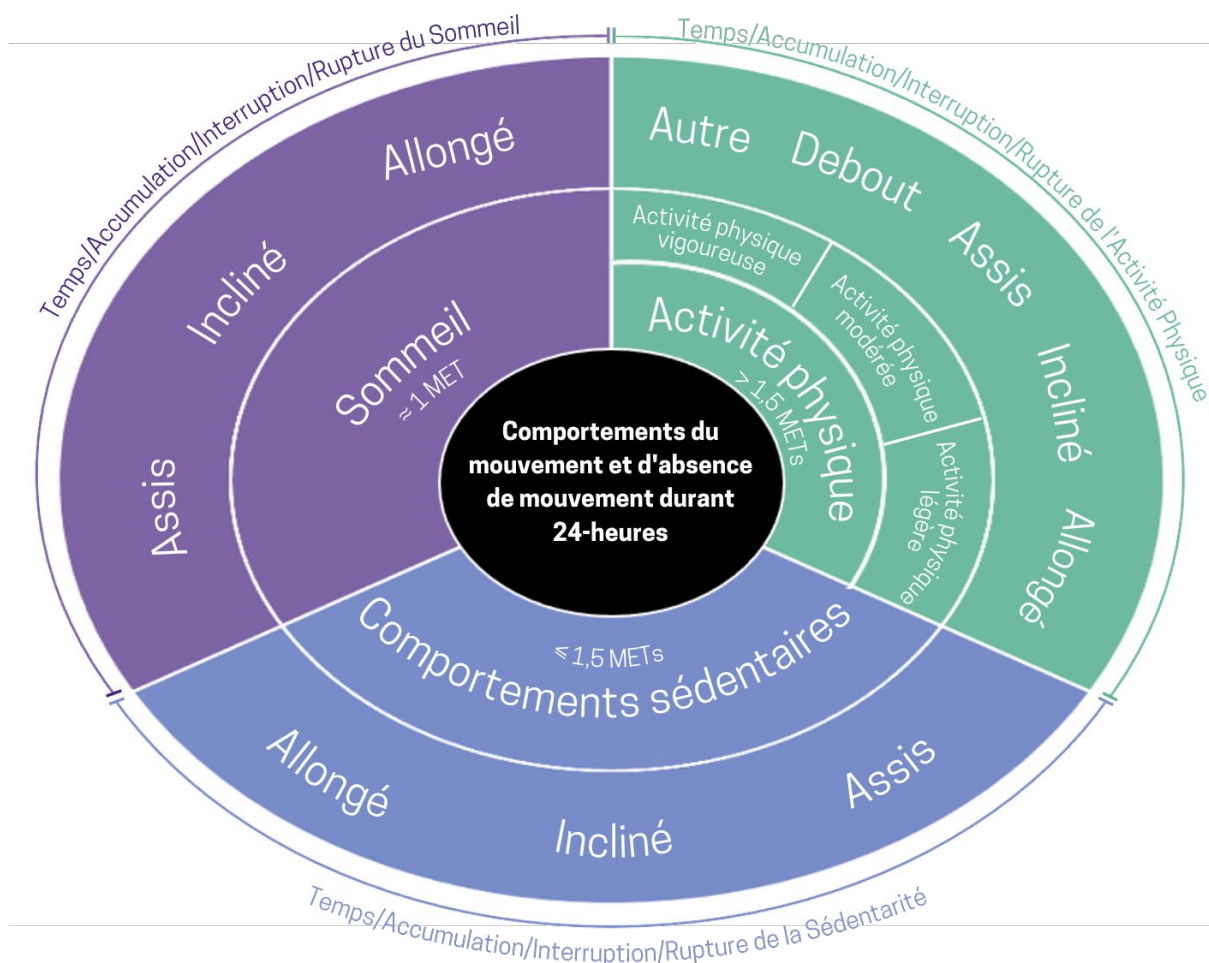 Temps/Accumulation/Interruption/Rupture du Sommeil
Temps/Accumulation/Interruption/Rupture de l'Activité Physique
Allongé
Incliné
Assis
Sommeil
≈ 1 MET
Autre
Debout
Assis
Incliné
Allongé
Activité physique
vigoureuse
Activité physique
modérée
Activité physique
légère
Activité physique
> 1,5 METs
Comportements du
mouvement et d'absence
de mouvement durant
24-heures
≤ 1,5 METs
Comportements sédentaires
Allongé
Incliné
Assis
Temps/Accumulation/Interruption/Rupture de la Sédentarité